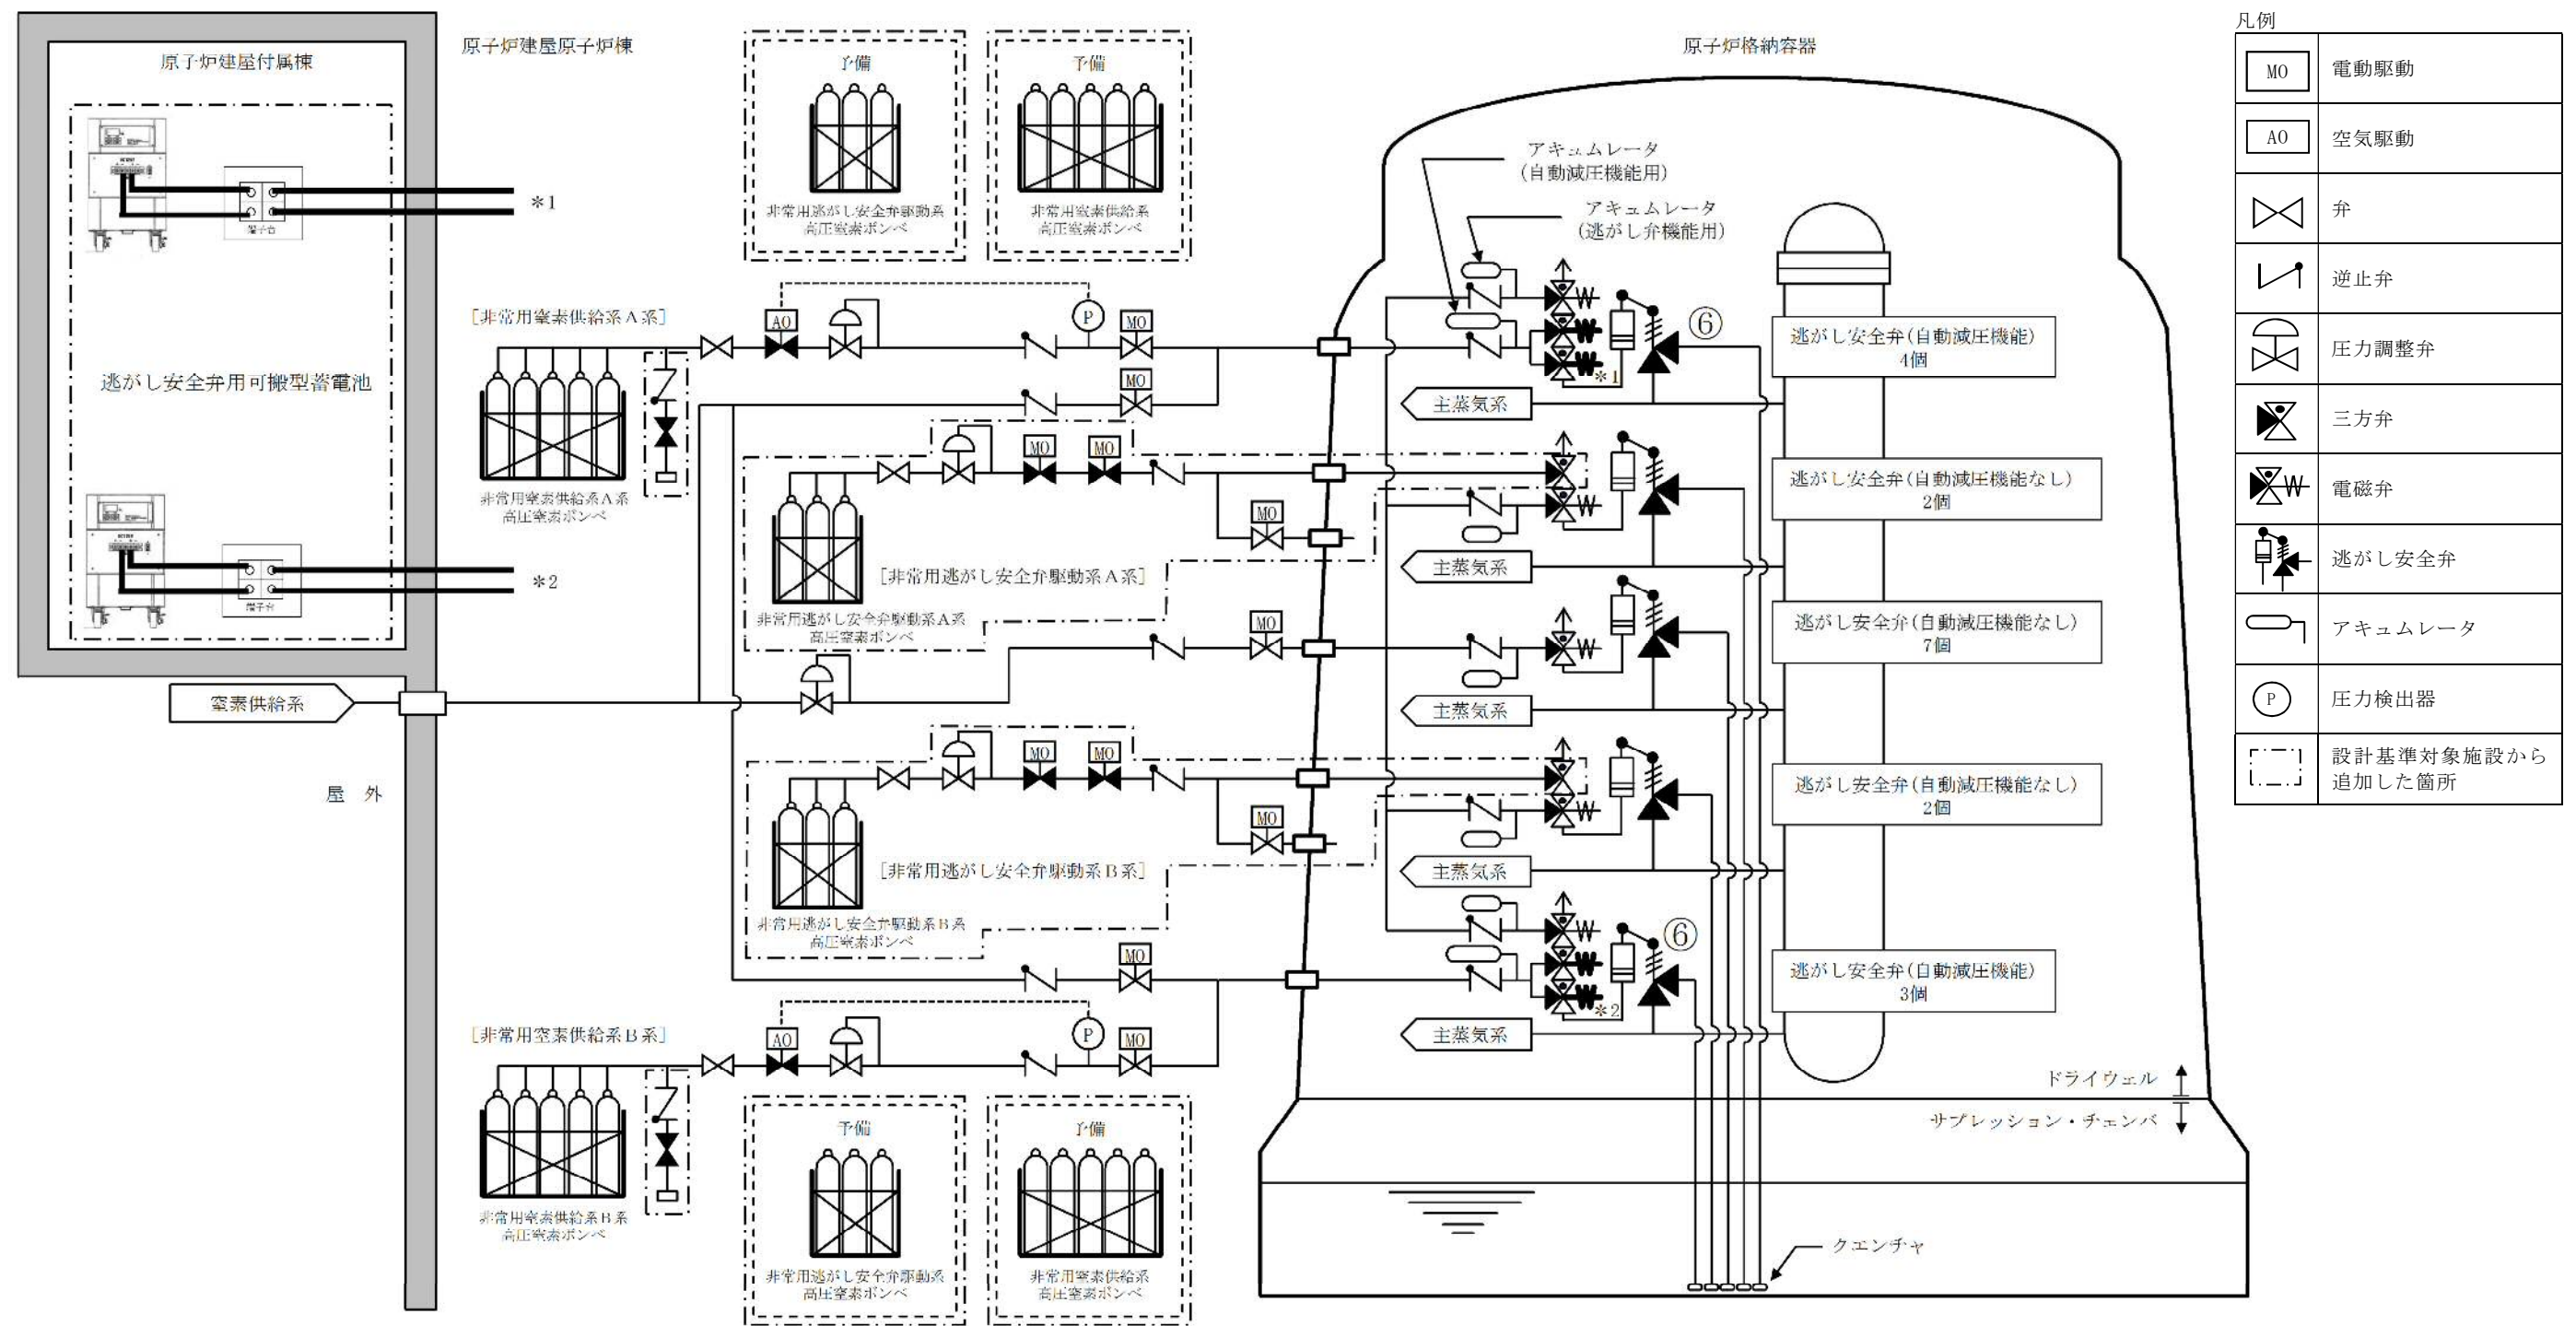 原子炉建屋付属棟
端子台
*1
逃がし安全弁用可搬型蓄電池
端子台
*2
窒素供給系
屋 外
原子炉建屋原子炉棟
予備
非常用逃がし安全弁駆動系
高圧窒素ボンベ
予備
非常用窒素供給系
高圧窒素ボンベ
[非常用窒素供給系A系]
AO
P
MO
MO
非常用窒素供給系A系
高圧窒素ボンベ
MO
MO
MO
[非常用逃がし安全弁駆動系A系]
非常用逃がし安全弁駆動系A系
高圧窒素ボンベ
MO
MO
MO
MO
[非常用逃がし安全弁駆動系B系]
非常用逃がし安全弁駆動系B系
高圧窒素ボンベ
MO
[非常用窒素供給系B系]
AO
P
MO
非常用窒素供給系B系
高圧窒素ボンベ
予備
非常用逃がし安全弁駆動系
高圧窒素ボンベ
予備
非常用窒素供給系
高圧窒素ボンベ
原子炉格納容器
アキュムレータ
(自動減圧機能用)
アキュムレータ
(逃がし弁機能用)
⑥
*1
逃がし安全弁(自動減圧機能)
4個
主蒸気系
逃がし安全弁(自動減圧機能なし)
2個
主蒸気系
逃がし安全弁(自動減圧機能なし)
7個
主蒸気系
逃がし安全弁(自動減圧機能なし)
2個
主蒸気系
⑥
*2
逃がし安全弁(自動減圧機能)
3個
主蒸気系
ドライウェル
サプレッション・チェンバ
クエンチャ
凡例
MO 電動駆動
AO 空気駆動
弁
逆止弁
圧力調整弁
三方弁
電磁弁
逃がし安全弁
アキュムレータ
P 圧力検出器
設計基準対象施設から
追加した箇所